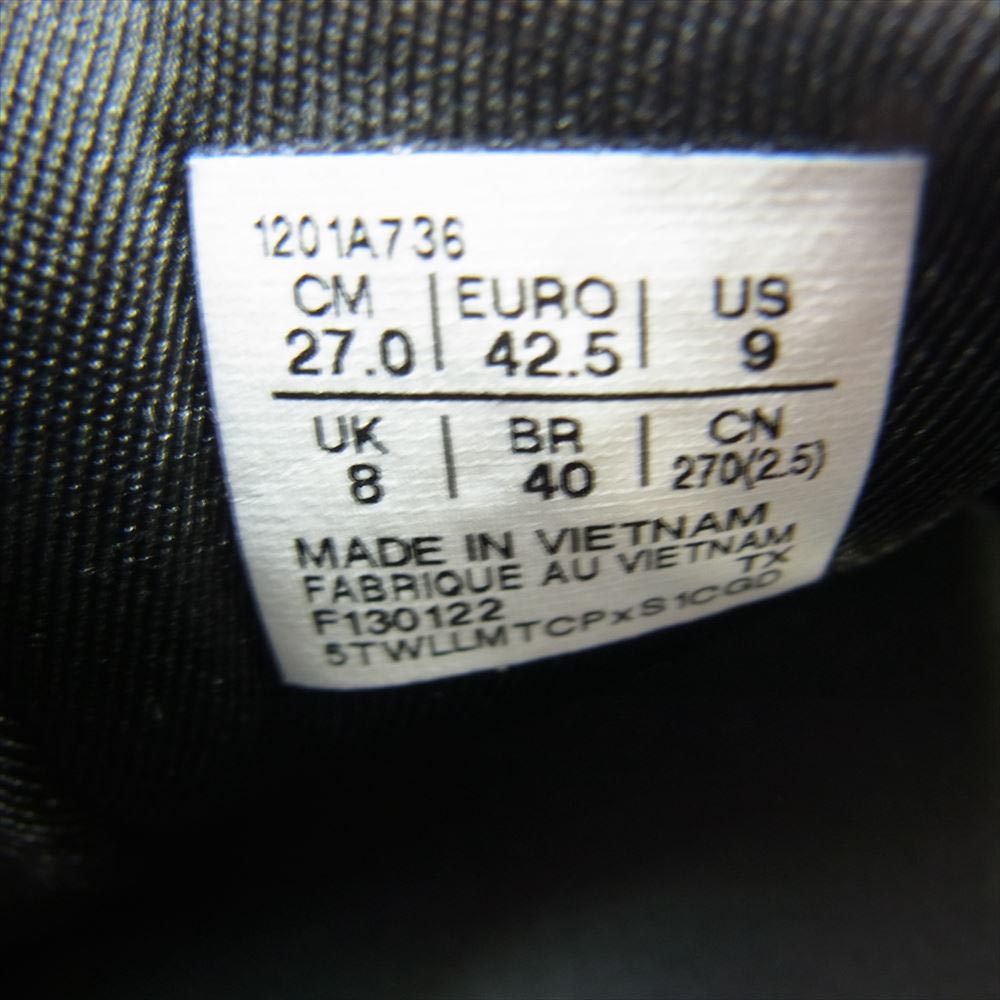 1201A736
CM | EURO | US
27.0 | 42.5 | 9
UK | BR | CN
8 | 40 | 270(2.5)
MADE IN VIETNAM
FABRIQUE AU VIETNAM
F130122 TX
5TWLLMTCPxS1CGD